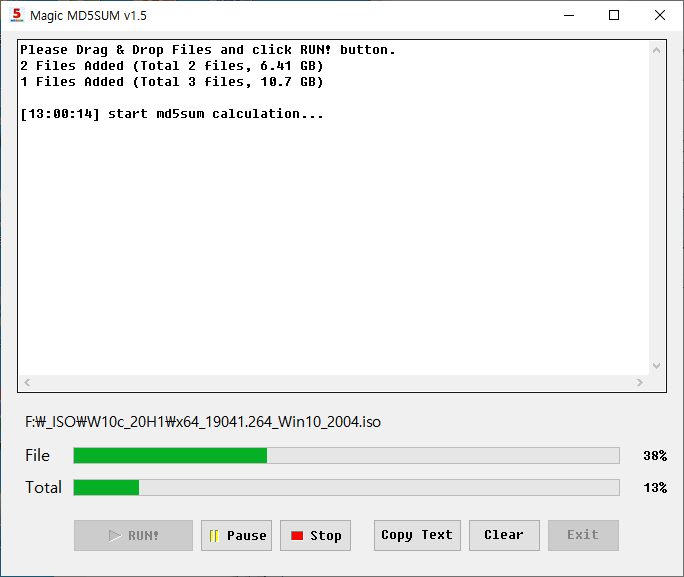 5 MD5SUM
Magic MD5SUM v1.5
Please Drag & Drop Files and click RUN! button.
2 Files Added (Total 2 files, 6.41 GB)
1 Files Added (Total 3 files, 10.7 GB)
[13:00:14] start md5sum calculation...
F:₩_ISO₩W10c_20H1₩x64_19041.264_Win10_2004.iso
File 38%
Total 13%
RUN! Pause Stop Copy Text Clear Exit